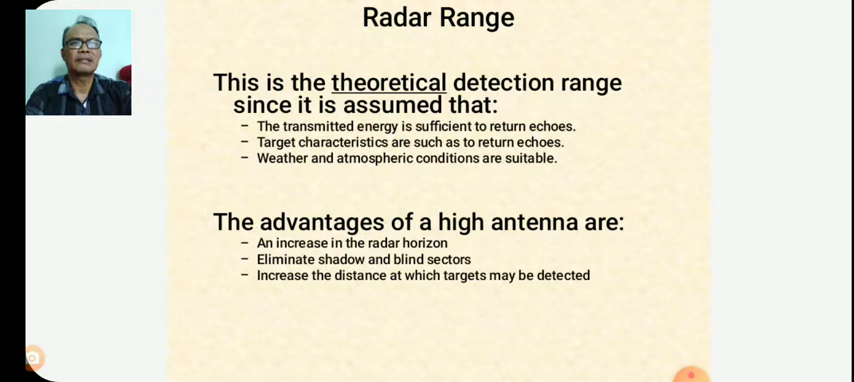 Radar Range
This is the theoretical detection range
since it is assumed that:
– The transmitted energy is sufficient to return echoes.
– Target characteristics are such as to return echoes.
– Weather and atmospheric conditions are suitable.
The advantages of a high antenna are:
– An increase in the radar horizon
– Eliminate shadow and blind sectors
– Increase the distance at which targets may be detected